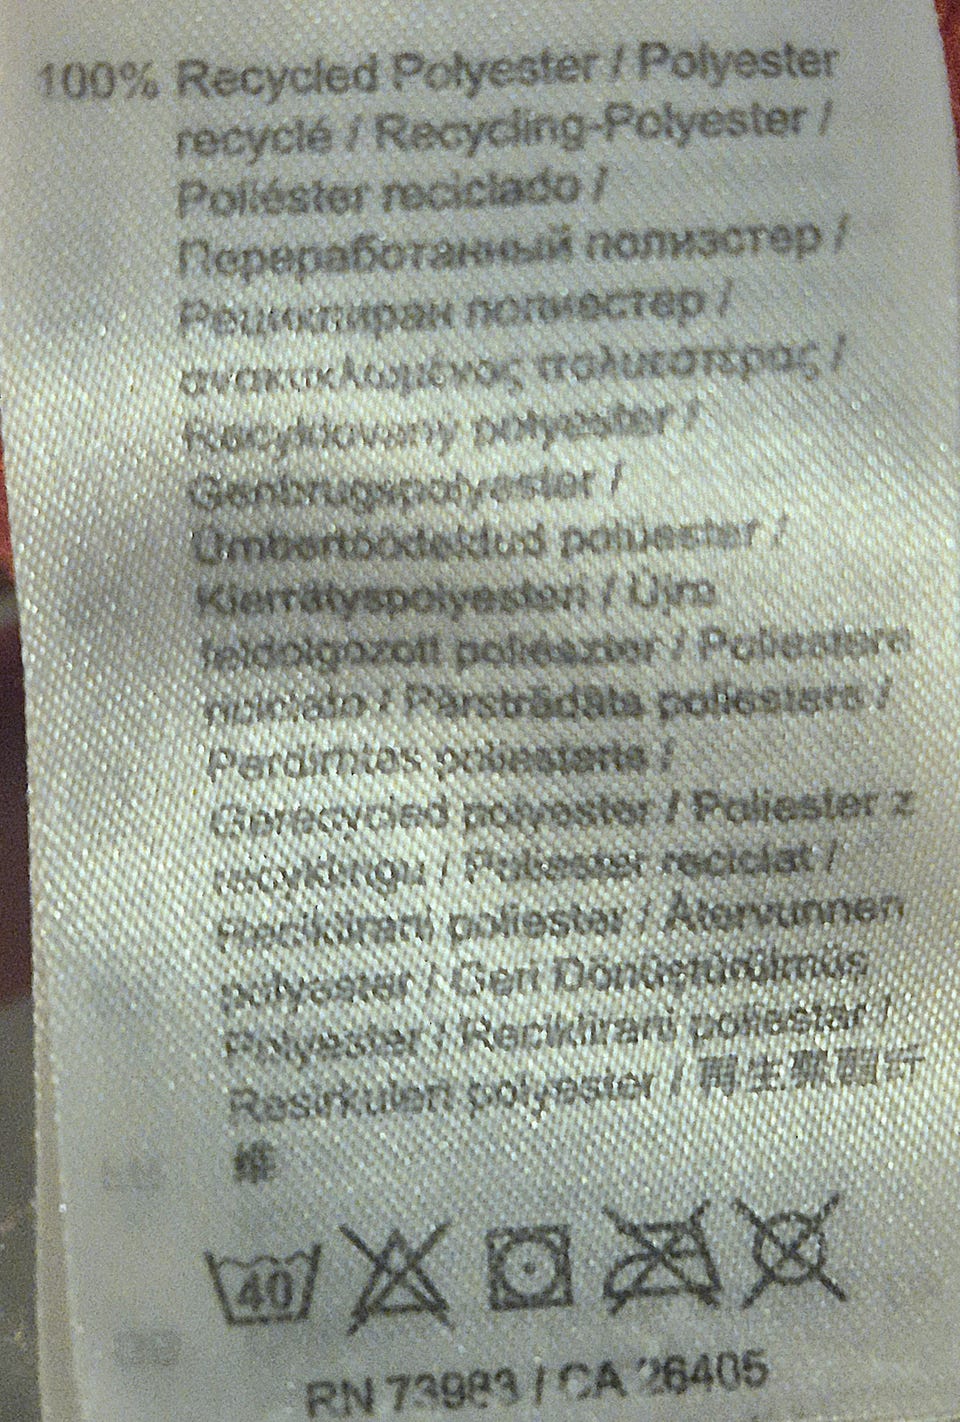 100% Recycled Polyester / Polyester
recyclé / Recycling-Polyester /
Poliéster reciclado /
Переработанный полиэстер /
Рециклиран полиестер /
ανακυκλωμένος πολυεστέρας /
Recyklovaný polyester /
Genbrugspolyester /
Ümbertöödeldud polüester /
Kierrätyspolyesteri / Újra
feldolgozott poliészter / Poliestere
riciclato / Pārstrādāts poliesters /
Perdirbtas poliesteris /
Gerecycled polyester / Poliester z
recyklingu / Poliester reciclat /
Reciklirani poliester / Återvunnen
polyester / Geri Dönüştürülmüş
Polyester / Reciklirani poliester /
Resirkulert polyester / 再生聚酯纤
维
40
RN 73983 / CA 26405